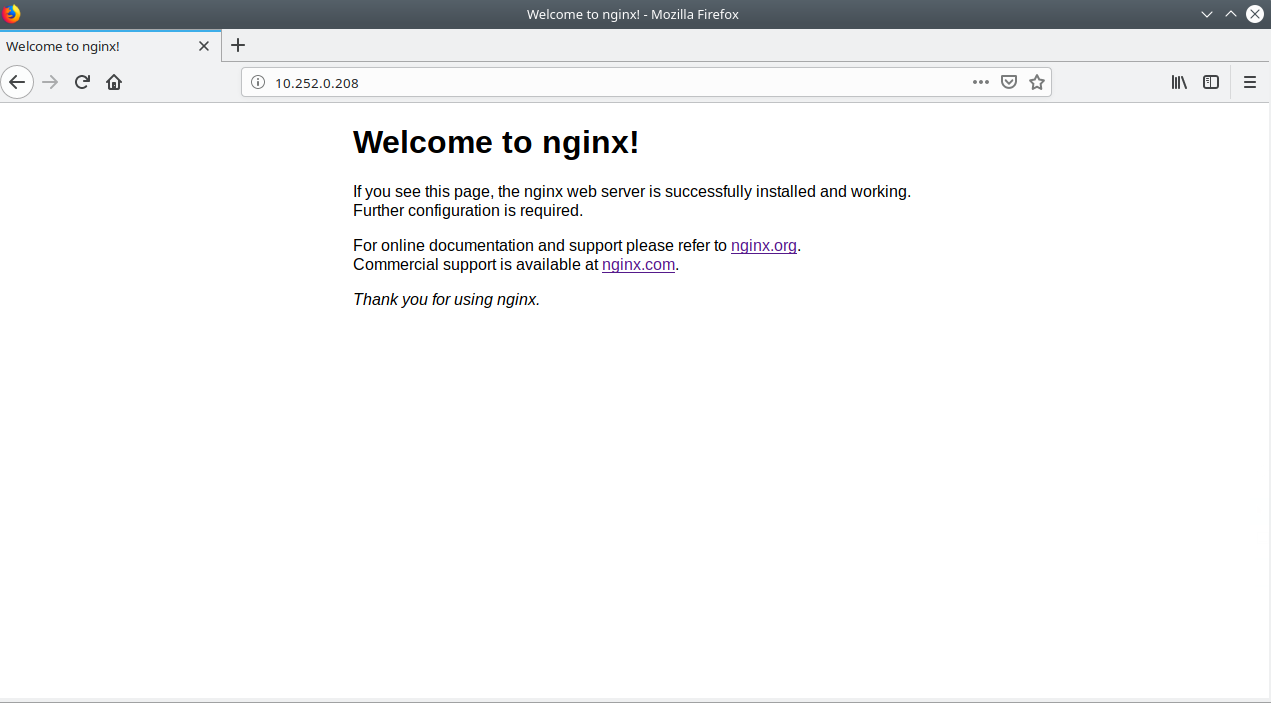 Welcome to nginx! - Mozilla Firefox
Welcome to nginx!
10.252.0.208
Welcome to nginx!
If you see this page, the nginx web server is successfully installed and working.
Further configuration is required.
For online documentation and support please refer to nginx.org.
Commercial support is available at nginx.com.
Thank you for using nginx.